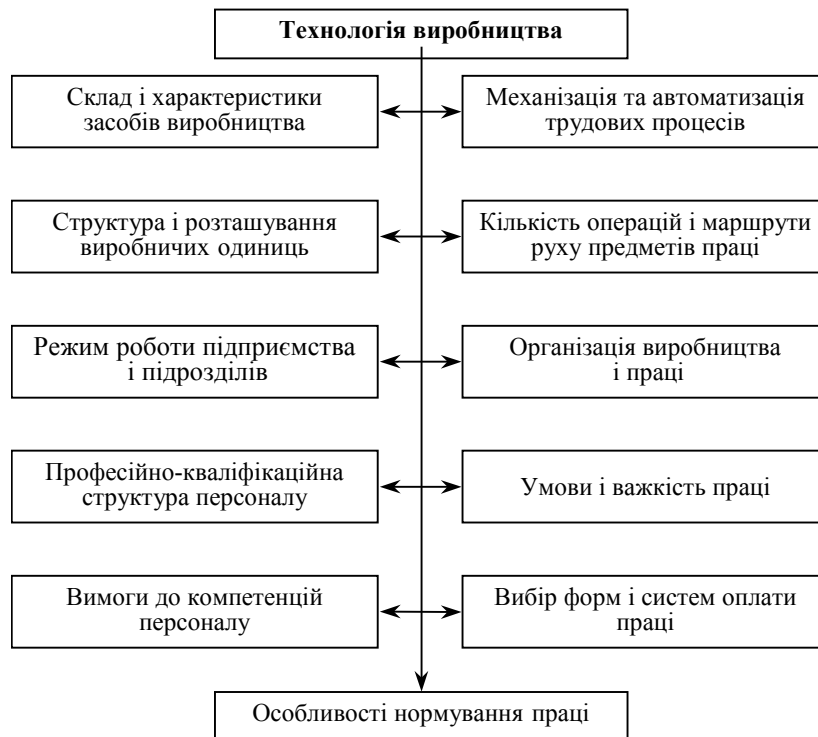 Технологія виробництва
Склад і характеристики
засобів виробництва
Механізація та автоматизація
трудових процесів
Структура і розташування
виробничих одиниць
Кількість операцій і маршрути
руху предметів праці
Режим роботи підприємства
і підрозділів
Організація виробництва
і праці
Професійно-кваліфікаційна
структура персоналу
Умови і важкість праці
Вимоги до компетенцій
персоналу
Вибір форм і систем оплати
праці
Особливості нормування праці